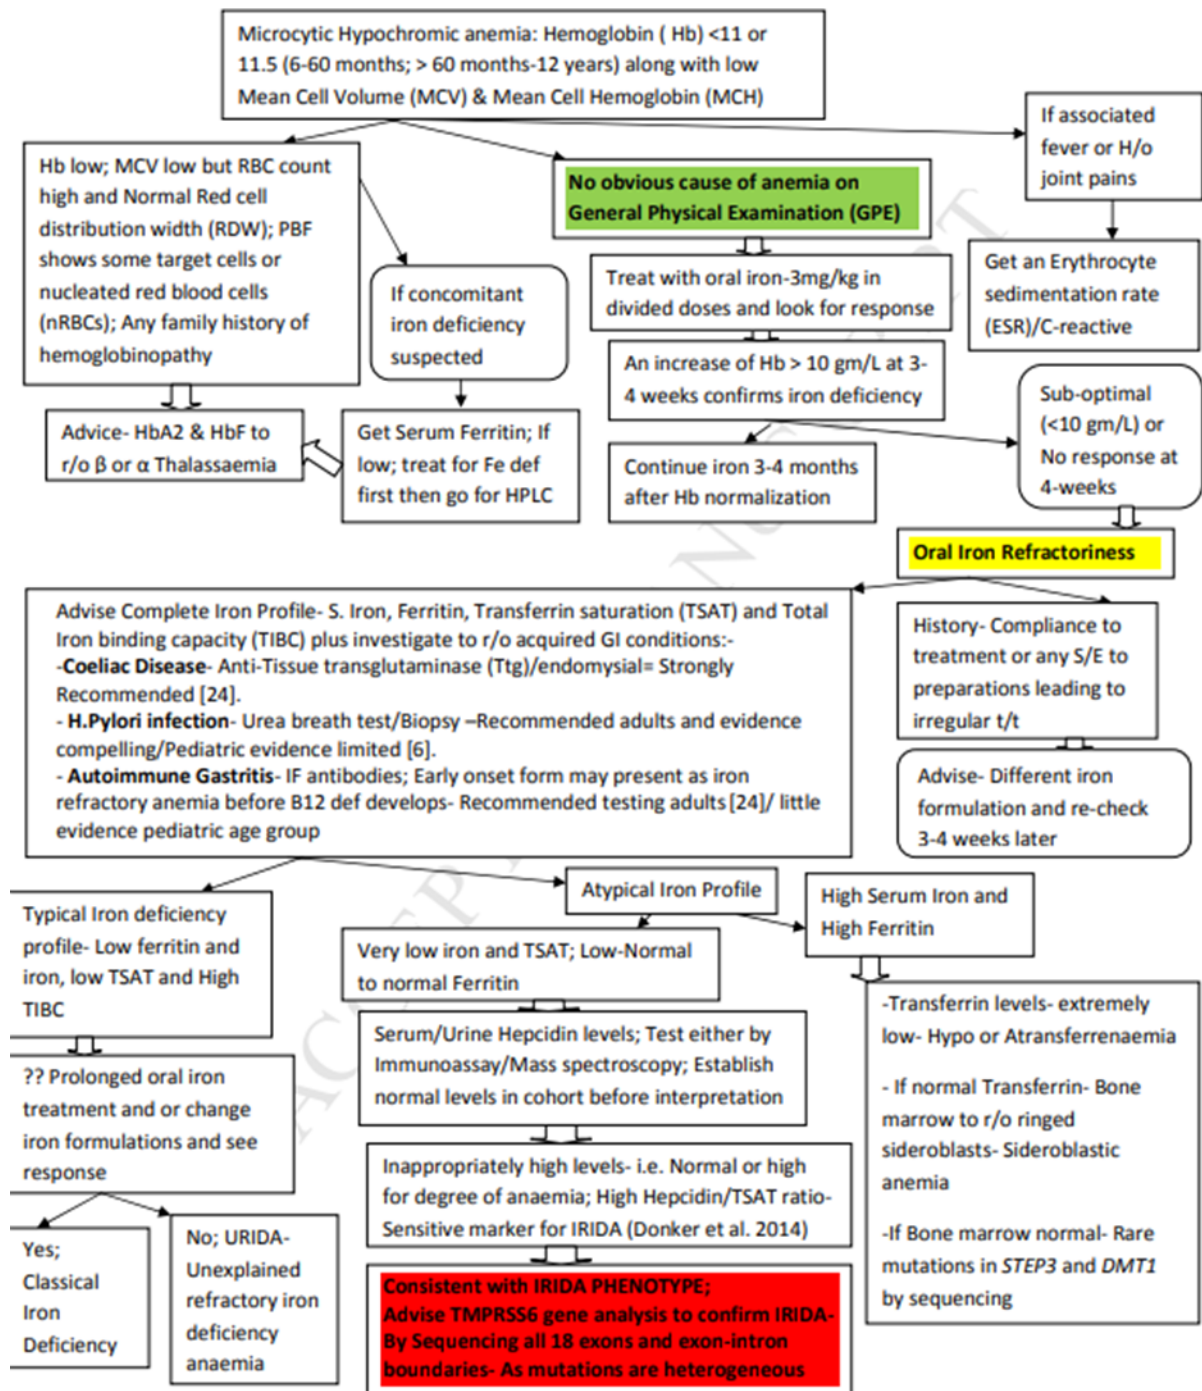 Microcytic Hypochromic anemia: Hemoglobin ( Hb) <11 or
11.5 (6-60 months; > 60 months-12 years) along with low
Mean Cell Volume (MCV) & Mean Cell Hemoglobin (MCH)
If associated
fever or H/o
joint pains
Hb low; MCV low but RBC count
high and Normal Red cell
distribution width (RDW); PBF
shows some target cells or
nucleated red blood cells
(nRBCs); Any family history of
hemoglobinopathy
No obvious cause of anemia on
General Physical Examination (GPE)
If concomitant
iron deficiency
suspected
Treat with oral iron-3mg/kg in
divided doses and look for response
Get an Erythrocyte
sedimentation rate
(ESR)/C-reactive
An increase of Hb > 10 gm/L at 3-
4 weeks confirms iron deficiency
Sub-optimal
(<10 gm/L) or
No response at
4-weeks
Advice- HbA2 & HbF to
r/o β or α Thalassaemia
Get Serum Ferritin; If
low; treat for Fe def
first then go for HPLC
Continue iron 3-4 months
after Hb normalization
Oral Iron Refractoriness
Advise Complete Iron Profile- S. Iron, Ferritin, Transferrin saturation (TSAT) and Total
Iron binding capacity (TIBC) plus investigate to r/o acquired GI conditions:-
-Coeliac Disease- Anti-Tissue transglutaminase (Ttg)/endomysial= Strongly
Recommended [24].
- H.Pylori infection- Urea breath test/Biopsy –Recommended adults and evidence
compelling/Pediatric evidence limited [6].
- Autoimmune Gastritis- IF antibodies; Early onset form may present as iron
refractory anemia before B12 def develops- Recommended testing adults [24]/ little
evidence pediatric age group
History- Compliance to
treatment or any S/E to
preparations leading to
irregular t/t
Advise- Different iron
formulation and re-check
3-4 weeks later
Typical Iron deficiency
profile- Low ferritin and
iron, low TSAT and High
TIBC
Atypical Iron Profile
High Serum Iron and
High Ferritin
Very low iron and TSAT; Low-Normal
to normal Ferritin
?? Prolonged oral iron
treatment and or change
iron formulations and see
response
Serum/Urine Hepcidin levels; Test either by
Immunoassay/Mass spectroscopy; Establish
normal levels in cohort before interpretation
-Transferrin levels- extremely
low- Hypo or Atransferrenaemia
- If normal Transferrin- Bone
marrow to r/o ringed
sideroblasts- Sideroblastic
anemia
-If Bone marrow normal- Rare
mutations in STEP3 and DMT1
by sequencing
Inappropriately high levels- i.e. Normal or high
for degree of anaemia; High Hepcidin/TSAT ratio-
Sensitive marker for IRIDA (Donker et al. 2014)
Yes;
Classical
Iron
Deficiency
No; URIDA-
Unexplained
refractory iron
deficiency
anaemia
Consistent with IRIDA PHENOTYPE;
Advise TMPRSS6 gene analysis to confirm IRIDA-
By Sequencing all 18 exons and exon-intron
boundaries- As mutations are heterogeneous